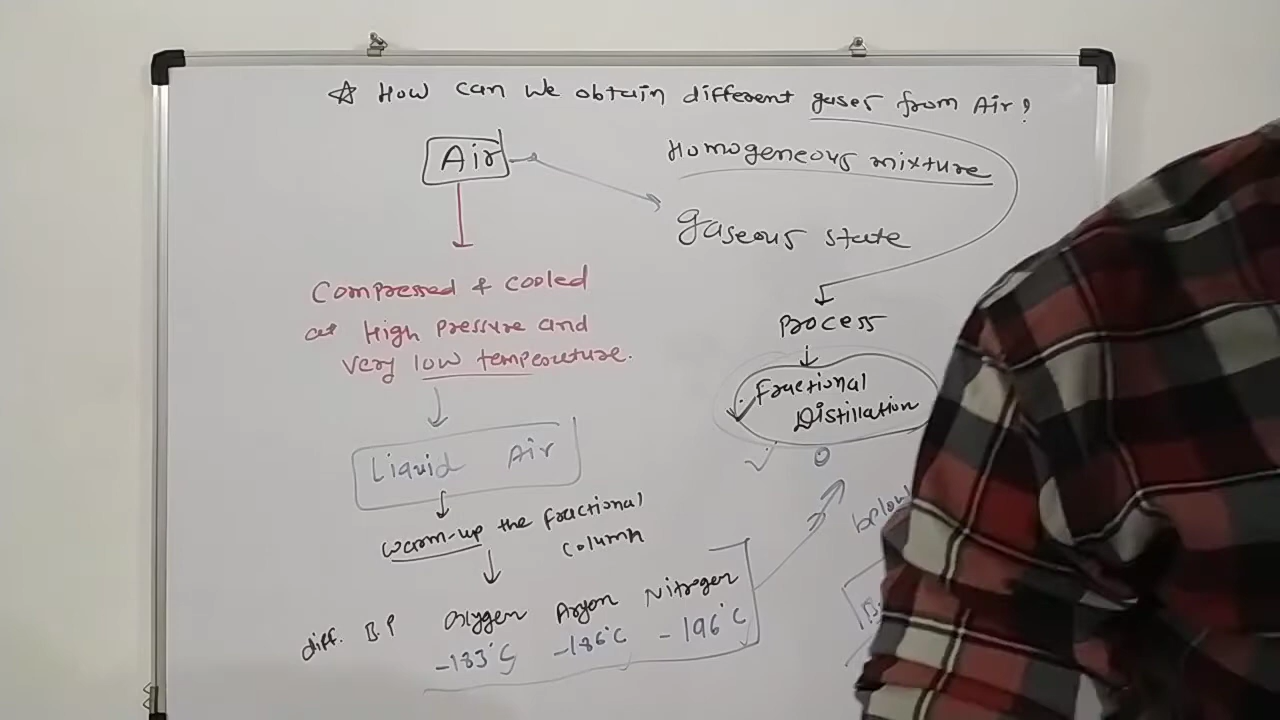 ☆ How can we obtain different gases from Air?
Air
Homogeneous mixture
gaseous state
Compressed & cooled
at High pressure and
very low temperature.
Process
Fractional
Distillation
Liquid Air
warm-up the fractional
column
diff. B.P
Oxygen Argon Nitrogen
-183°C -186°C -196°C